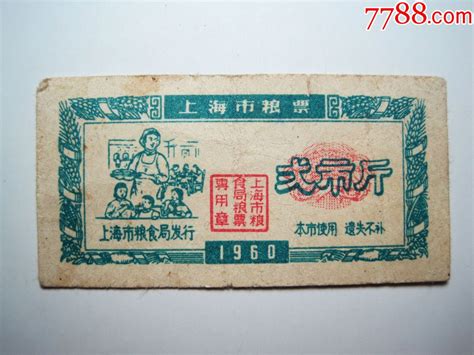 7788.com
上海市粮票
弍市斤
上海市粮
食局粮票
专用章
上海市粮食局发行
本市使用 遗失不补
1960